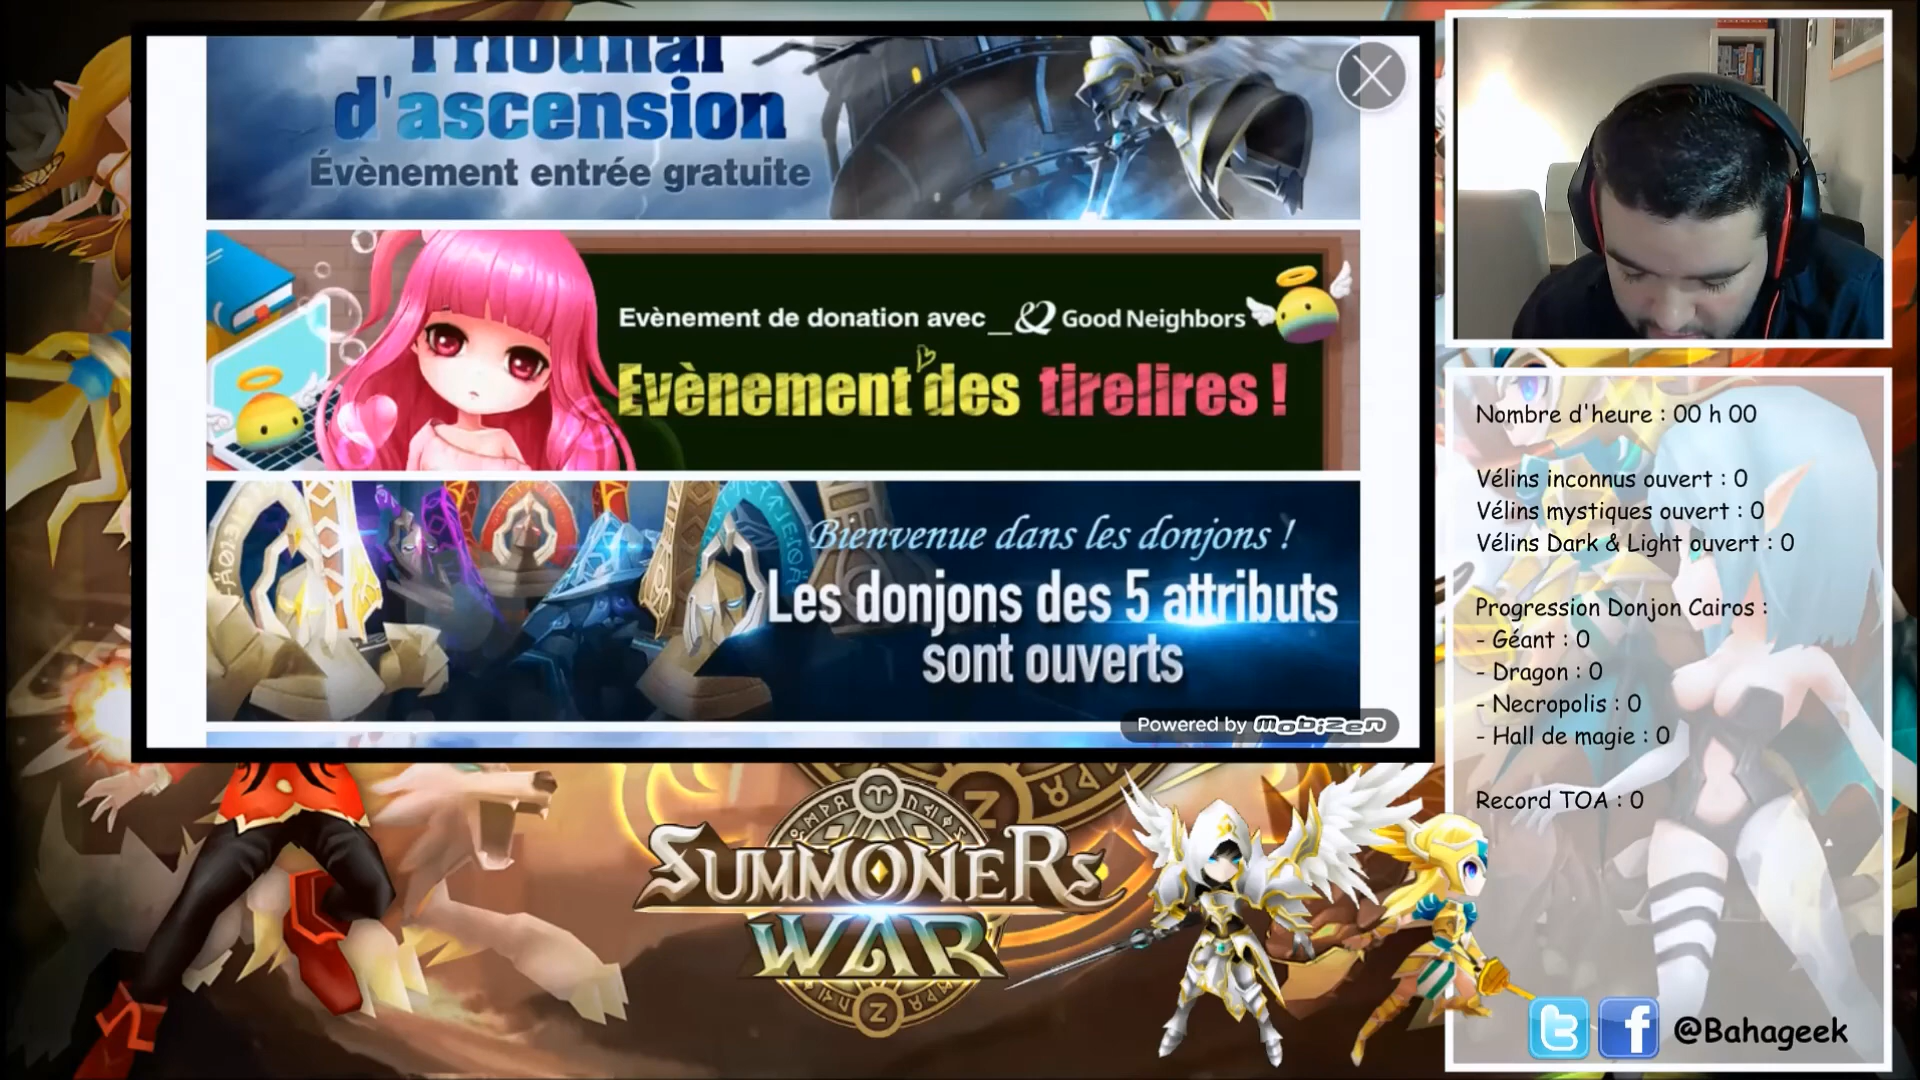 Tribunal
d'ascension
Évènement entrée gratuite
Evènement de donation avec_ Good Neighbors
Evènement des tirelires !
Bienvenue dans les donjons !
Les donjons des 5 attributs
sont ouverts
Powered by mobizen
SUMMONERS
WAR
Nombre d'heure : 00 h 00
Vélins inconnus ouvert : 0
Vélins mystiques ouvert : 0
Vélins Dark & Light ouvert : 0
Progression Donjon Cairos :
- Géant : 0
- Dragon : 0
- Necropolis : 0
- Hall de magie : 0
Record TOA : 0
@Bahageek